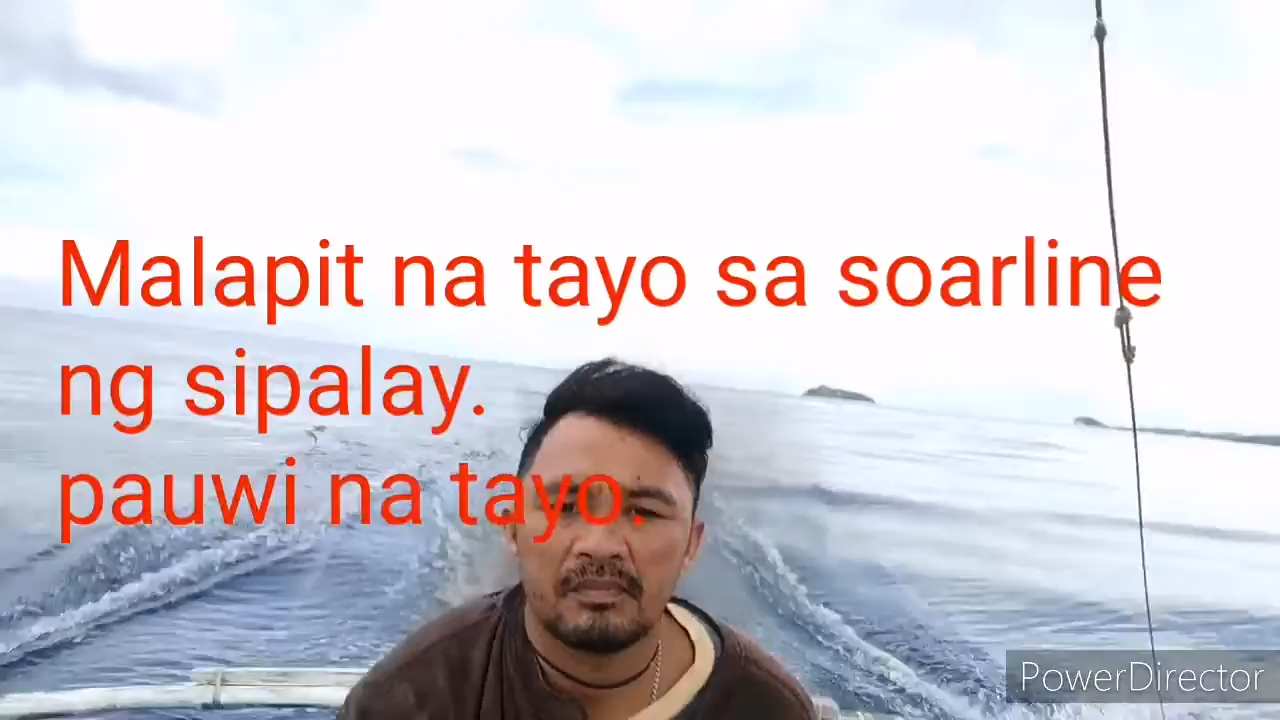 Malapit na tayo sa soarline
ng sipalay.
pauwi na tayo.
PowerDirector